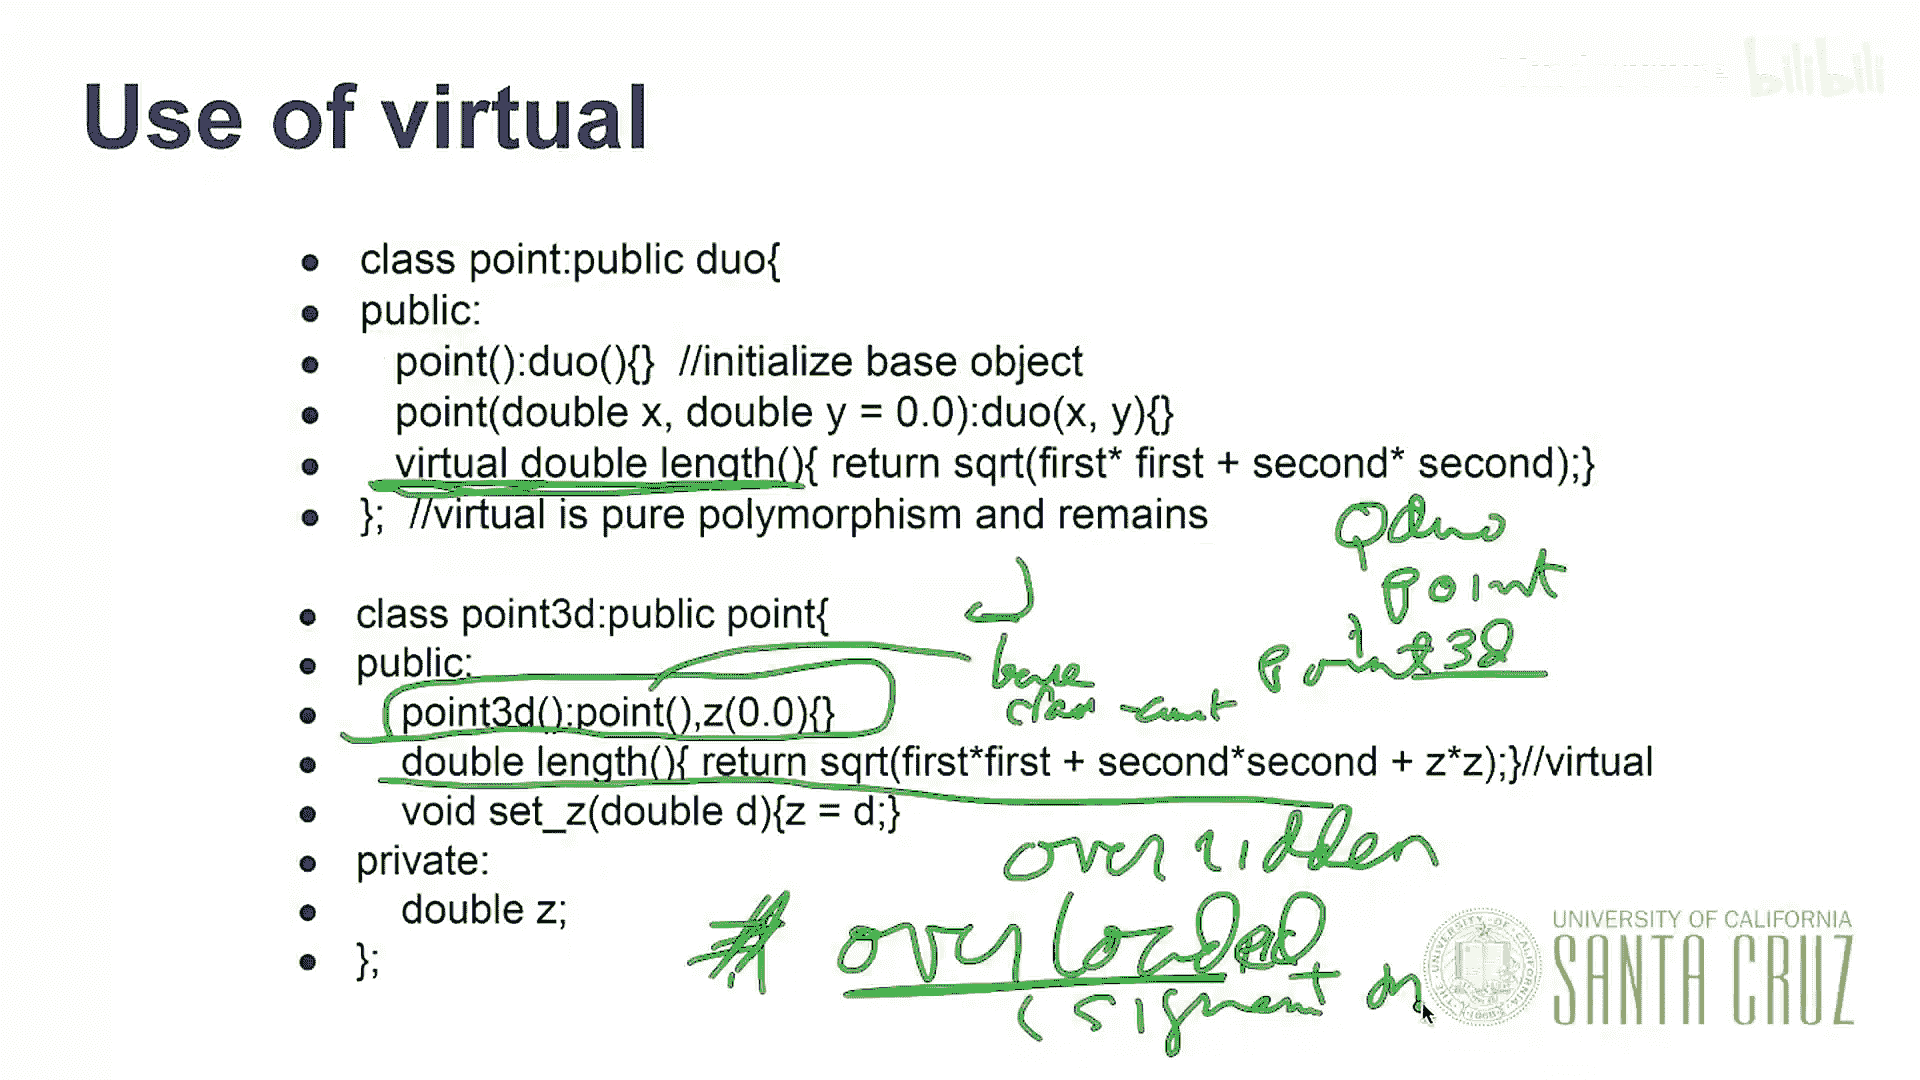 bilibili
Use of virtual
• class point:public duo{
• public:
• point():duo(){} //initialize base object
• point(double x, double y = 0.0):duo(x, y){}
• virtual double length(){ return sqrt(first* first + second* second);}
• }; //virtual is pure polymorphism and remains
duo
point
point3d
• class point3d:public point{
• public:
base
• point3d():point(),z(0.0){}
• double length(){ return sqrt(first*first + second*second + z*z);}//virtual
• void set_z(double d){z = d;}
overridden
• private:
• double z;
overloaded
• };
UNIVERSITY OF CALIFORNIA
SANTA CRUZ